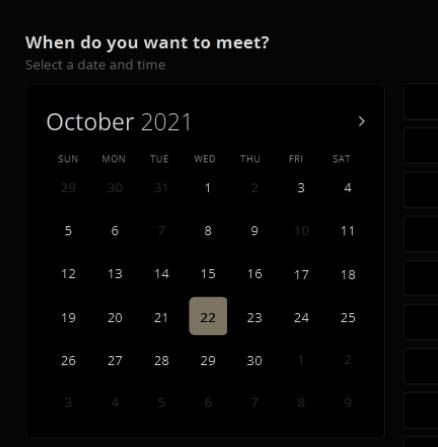 When do you want to meet?
Select a date and time
October 2021
SUN MON TUE WED THU FRI SAT
29 30 31 1 2 3 4
5 6 7 8 9 10 11
12 13 14 15 16 17 18
19 20 21 22 23 24 25
26 27 28 29 30 1 2
3 4 5 6 7 8 9